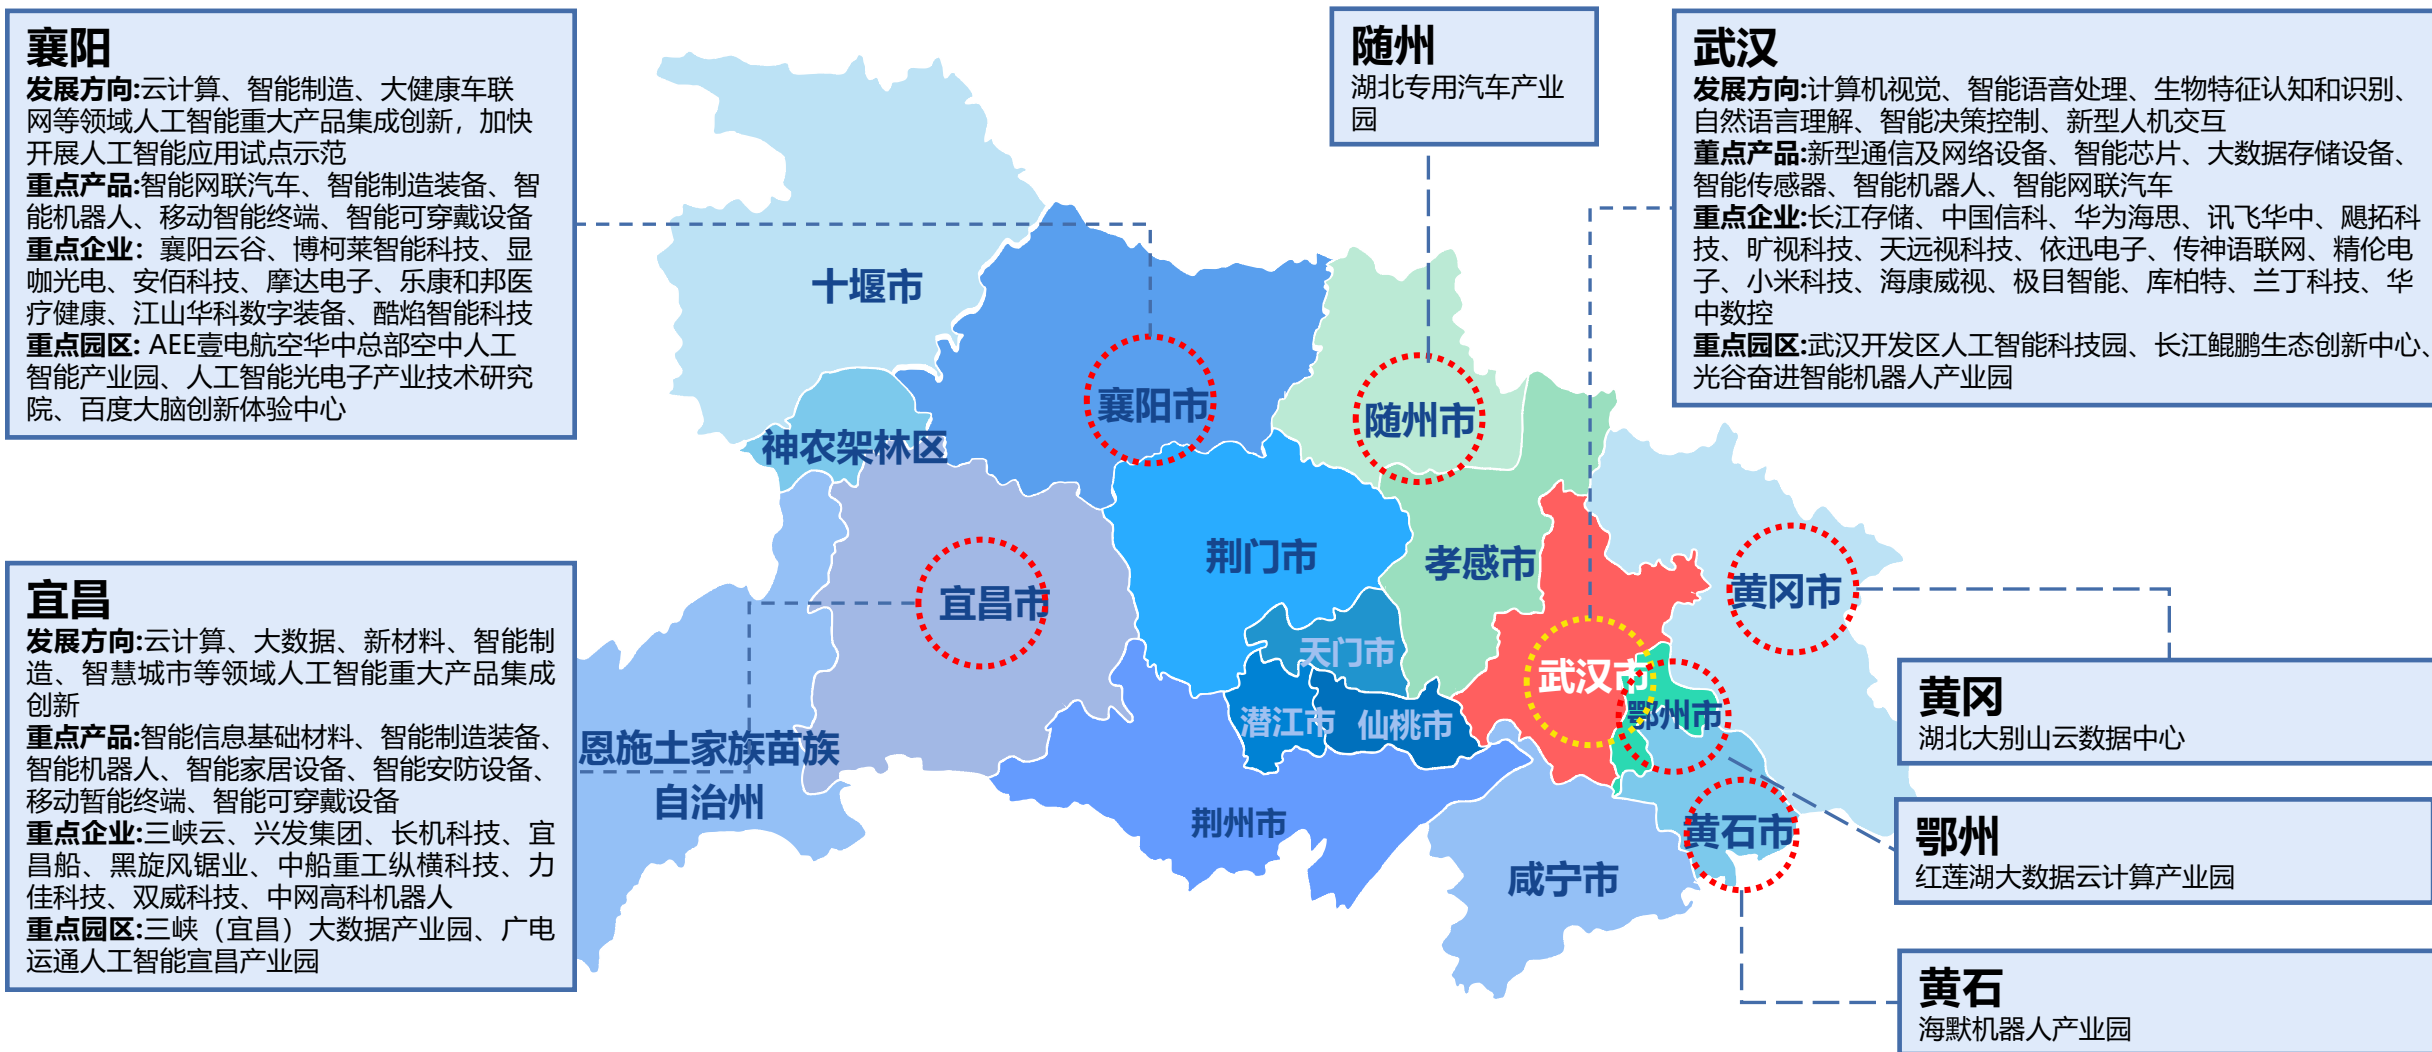 襄阳
发展方向:云计算、智能制造、大健康车联
网等领域人工智能重大产品集成创新，加快
开展人工智能应用试点示范
重点产品:智能网联汽车、智能制造装备、智
能机器人、移动智能终端、智能可穿戴设备
重点企业：襄阳云谷、博柯莱智能科技、显
咖光电、安佰科技、摩达电子、乐康和邦医
疗健康、江山华科数字装备、酷焰智能科技
重点园区: AEE壹电航空华中总部空中人工
智能产业园、人工智能光电子产业技术研究
院、百度大脑创新体验中心
随州
湖北专用汽车产业
园
武汉
发展方向:计算机视觉、智能语音处理、生物特征认知和识别、
自然语言理解、智能决策控制、新型人机交互
董点产品:新型通信及网络设备、智能芯片、大数据存储设备、
智能传感器、智能机器人、智能网联汽车
重点企业:长江存储、中国信科、华为海思、讯飞华中、飓拓科
技、旷视科技、天远视科技、依迅电子、传神语联网、精伦电
子、小米科技、海康威视、极目智能、库柏特、兰丁科技、华
中数控
重点园区:武汉开发区人工智能科技园、长江鲲鹏生态创新中心、
光谷奋进智能机器人产业园
十堰市
襄阳市
随州市
神农架林区
荆门市
孝感市
宜昌市
黄冈市
天门市
武汉市
潜江市
仙桃市
鄂州市
恩施土家族苗族
自治州
荆州市
黄石市
咸宁市
宜昌
发展方向:云计算、大数据、新材料、智能制
造、智慧城市等领域人工智能重大产品集成
创新
重点产品:智能信息基础材料、智能制造装备、
智能机器人、智能家居设备、智能安防设备、
移动暂能终端、智能可穿戴设备
重点企业:三峡云、兴发集团、长机科技、宜
昌船、黑旋风锯业、中船重工纵横科技、力
佳科技、双威科技、中网高科机器人
重点园区:三峡（宜昌）大数据产业园、广电
运通人工智能宣昌产业园
黄冈
湖北大别山云数据中心
鄂州
红莲湖大数据云计算产业园
黄石
海默机器人产业园